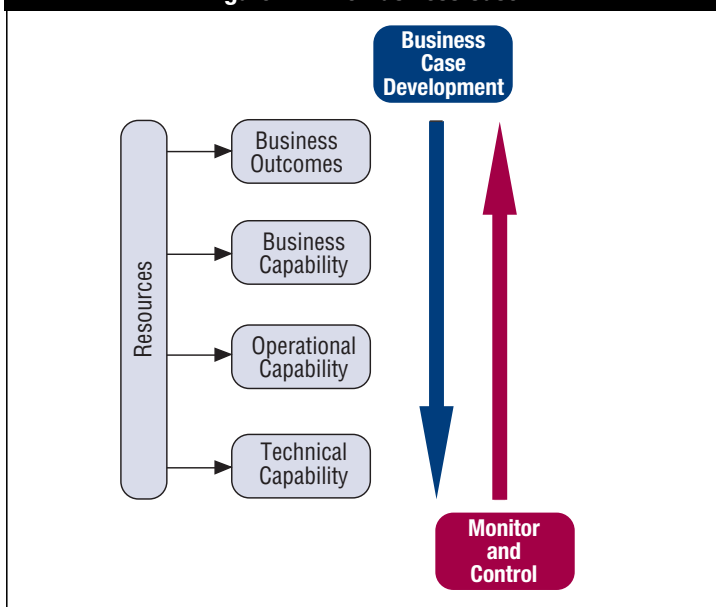 Business
Case
Development
Business
Outcomes
Business
Capability
Resources
Operational
Capability
Technical
Capability
Monitor
and
Control